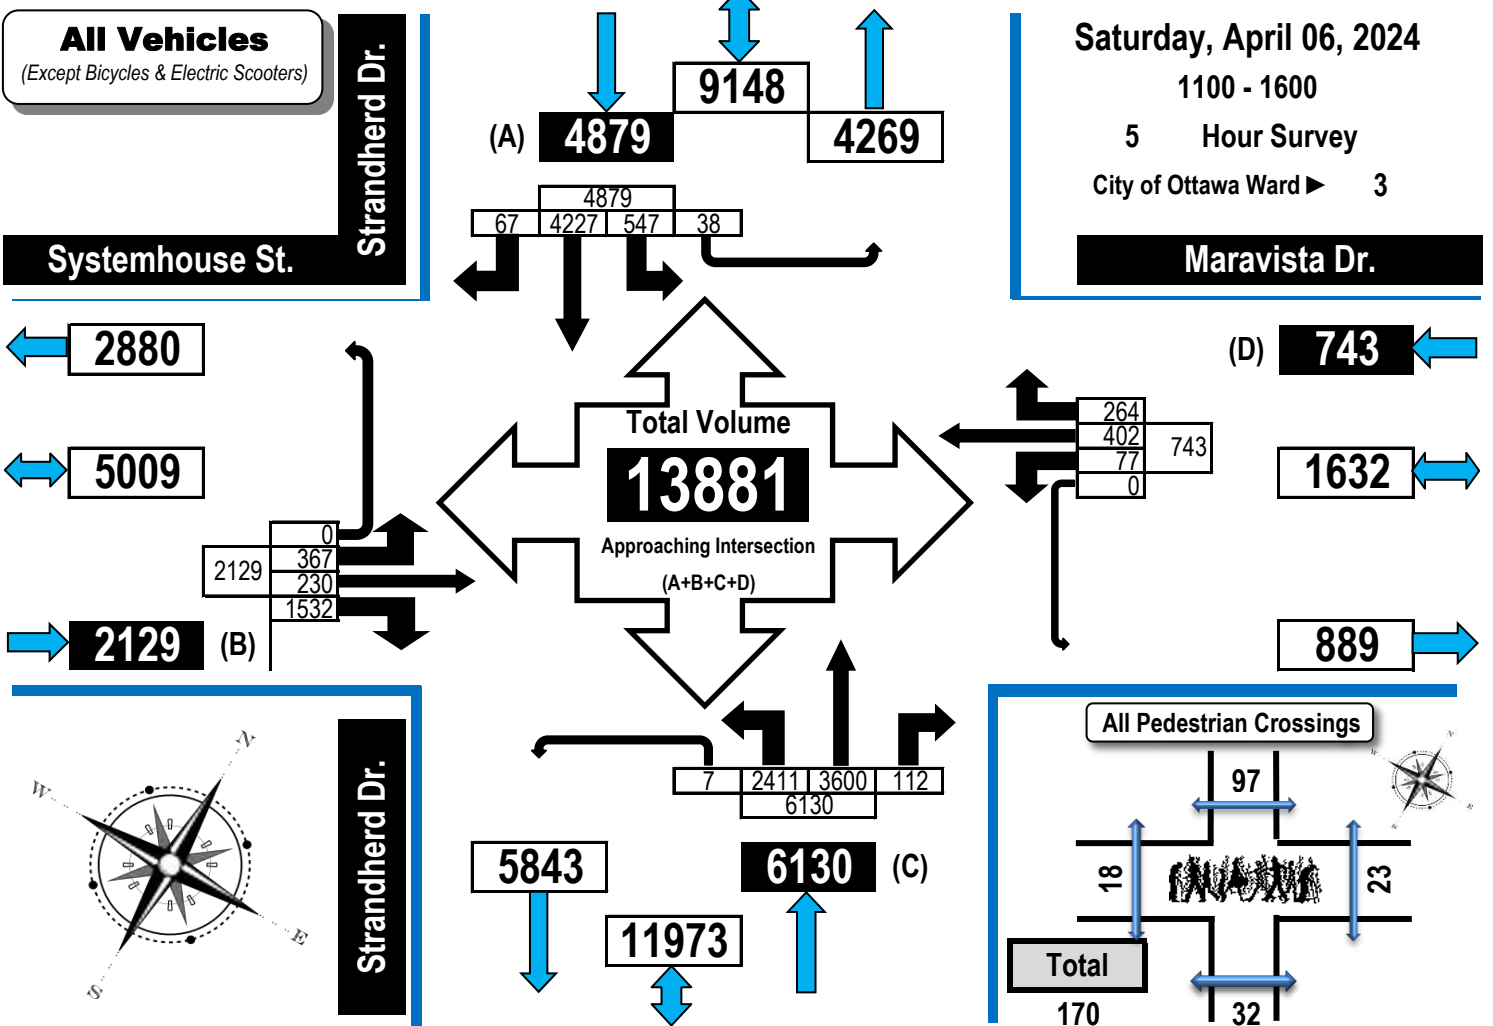 All Vehicles
(Except Bicycles & Electric Scooters)
Strandherd Dr.
Systemhouse St.
(A)
4879
9148
4269
4879
67 4227 547 38
Saturday, April 06, 2024
1100 - 1600
5 Hour Survey
City of Ottawa Ward ► 3
Maravista Dr.
2880
5009
0
2129
367
230
1532
2129 (B)
Total Volume
13881
Approaching Intersection
(A+B+C+D)
(D) 743
264
402
743
77
0
1632
889
7 2411 3600 112
6130
5843
6130 (C)
11973
Strandherd Dr.
N
W
E
S
All Pedestrian Crossings
97
18
23
32
Total
170
N
W
E
S